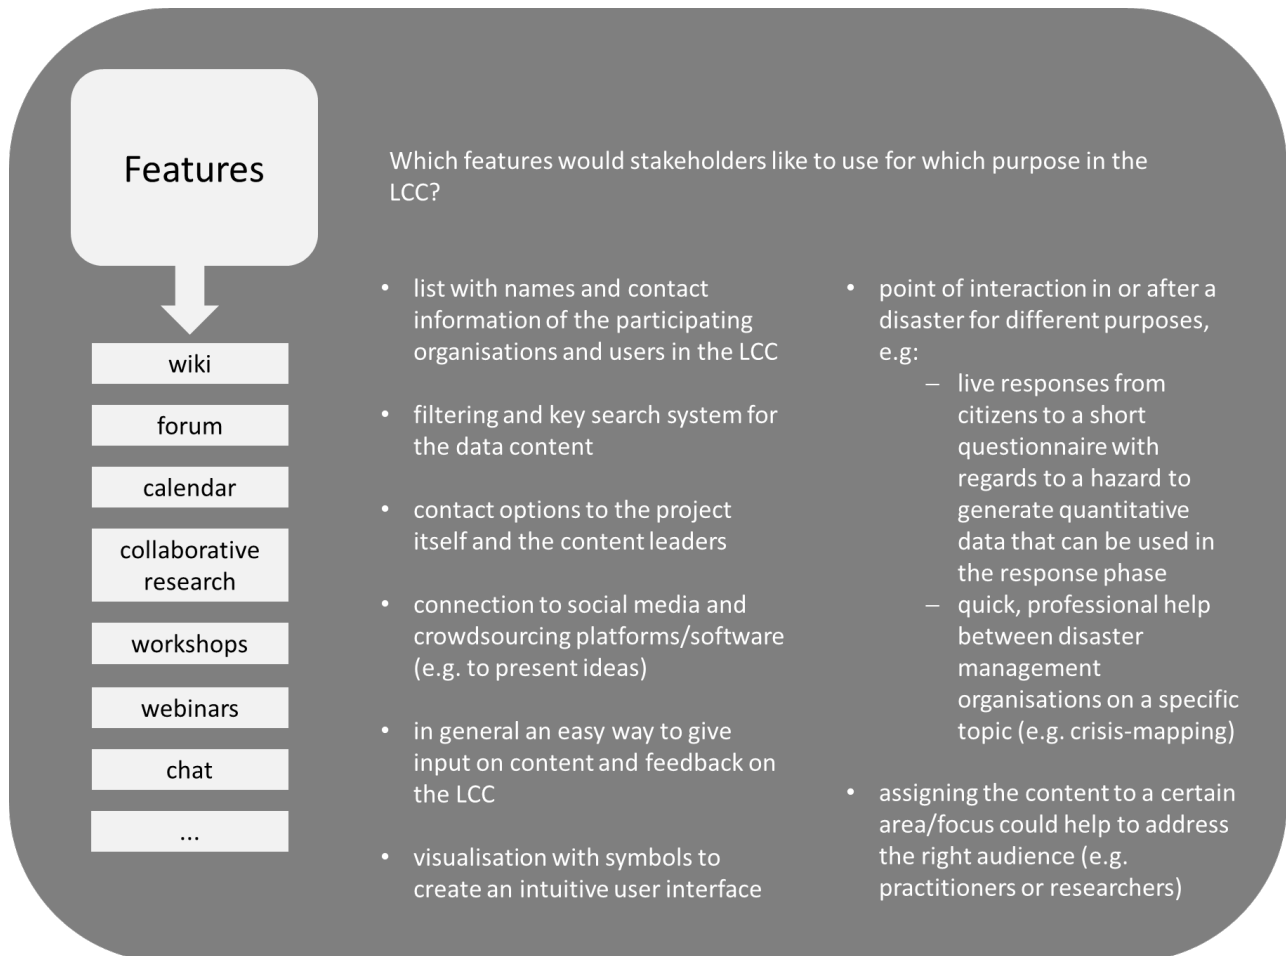 Features
Which features would stakeholders like to use for which purpose in the
LCC?
wiki
forum
calendar
collaborative
research
workshops
webinars
chat
...
• list with names and contact
information of the participating
organisations and users in the LCC
• filtering and key search system for
the data content
• contact options to the project
itself and the content leaders
• connection to social media and
crowdsourcing platforms/software
(e.g. to present ideas)
• in general an easy way to give
input on content and feedback on
the LCC
• visualisation with symbols to
create an intuitive user interface
• point of interaction in or after a
disaster for different purposes,
e.g:
– live responses from
citizens to a short
questionnaire with
regards to a hazard to
generate quantitative
data that can be used in
the response phase
– quick, professional help
between disaster
management
organisations on a specific
topic (e.g. crisis-mapping)
• assigning the content to a certain
area/focus could help to address
the right audience (e.g.
practitioners or researchers)